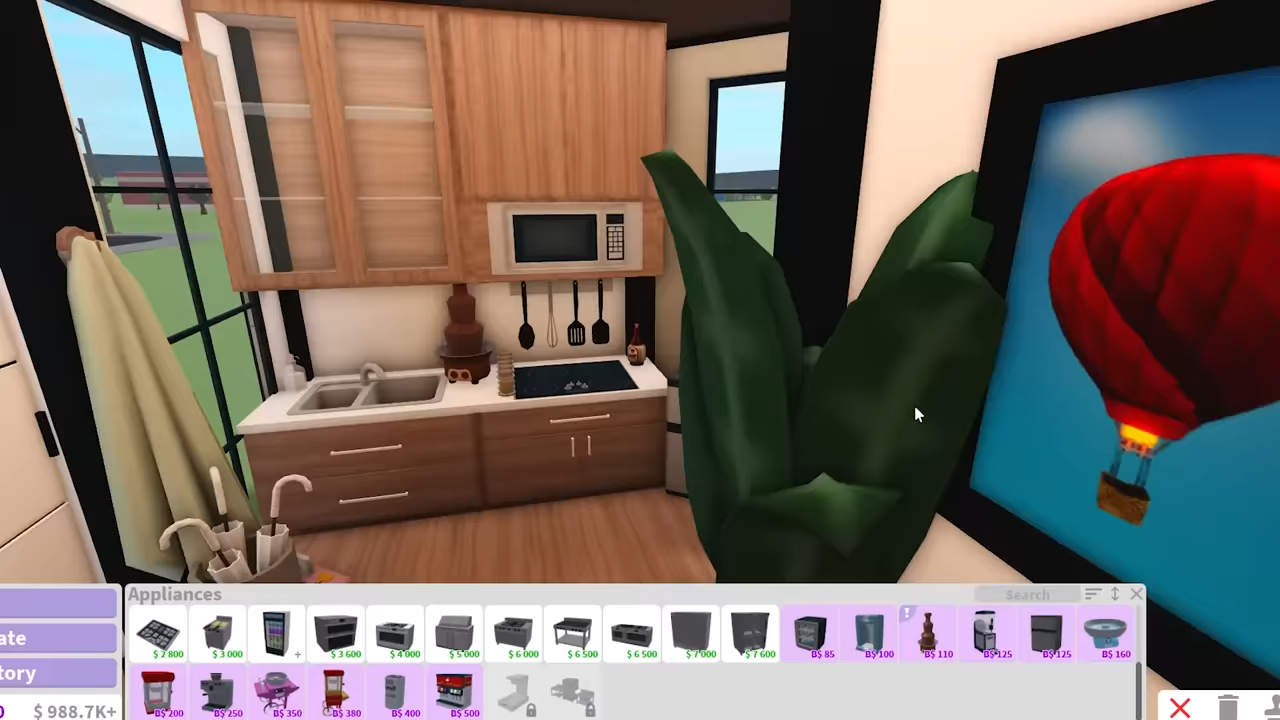 Appliances
Search
$ 2 800
$ 3 000
$ 3 600
$ 4 000
$ 5 000
$ 6 000
$ 6 500
$ 6 500
$ 7 000
$ 7 600
B$ 85
B$ 100
B$ 110
B$ 125
B$ 125
B$ 160
ate
tory
B$ 200
B$ 250
B$ 350
B$ 380
B$ 400
B$ 500
0 $ 988.7K+